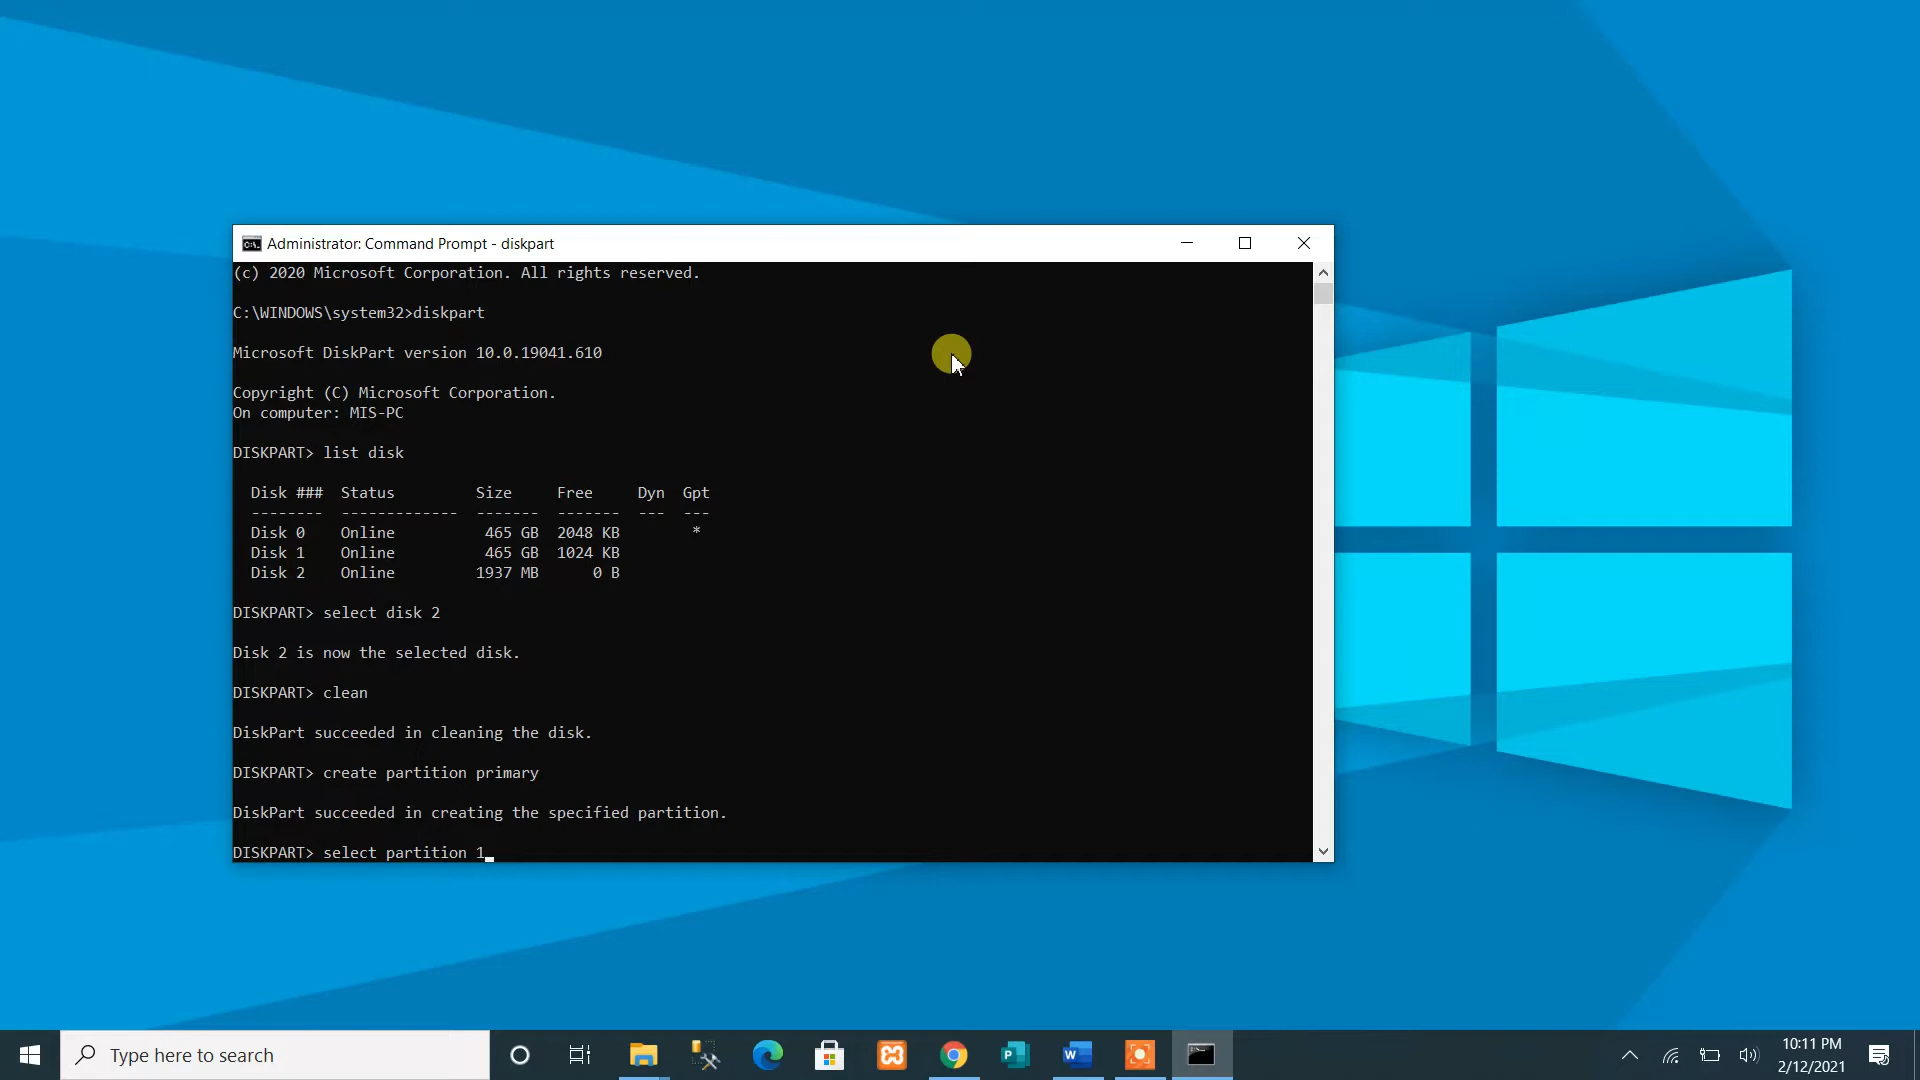 Administrator: Command Prompt - diskpart
(c) 2020 Microsoft Corporation. All rights reserved.
C:\WINDOWS\system32>diskpart
Microsoft DiskPart version 10.0.19041.610
Copyright (C) Microsoft Corporation.
On computer: MIS-PC
DISKPART> list disk
Disk ### Status Size Free Dyn Gpt
-------- ------------- ------- ------- --- ---
Disk 0 Online 465 GB 2048 KB *
Disk 1 Online 465 GB 1024 KB
Disk 2 Online 1937 MB 0 B
DISKPART> select disk 2
Disk 2 is now the selected disk.
DISKPART> clean
DiskPart succeeded in cleaning the disk.
DISKPART> create partition primary
DiskPart succeeded in creating the specified partition.
DISKPART> select partition 1
Type here to search
10:11 PM
2/12/2021